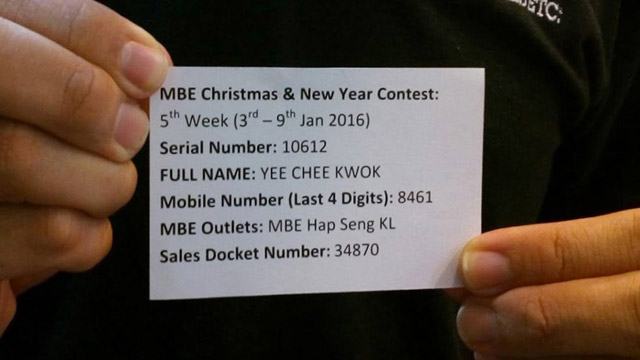 ETC:
MBE Christmas & New Year Contest:
5th Week (3rd – 9th Jan 2016)
Serial Number: 10612
FULL NAME: YEE CHEE KWOK
Mobile Number (Last 4 Digits): 8461
MBE Outlets: MBE Hap Seng KL
Sales Docket Number: 34870